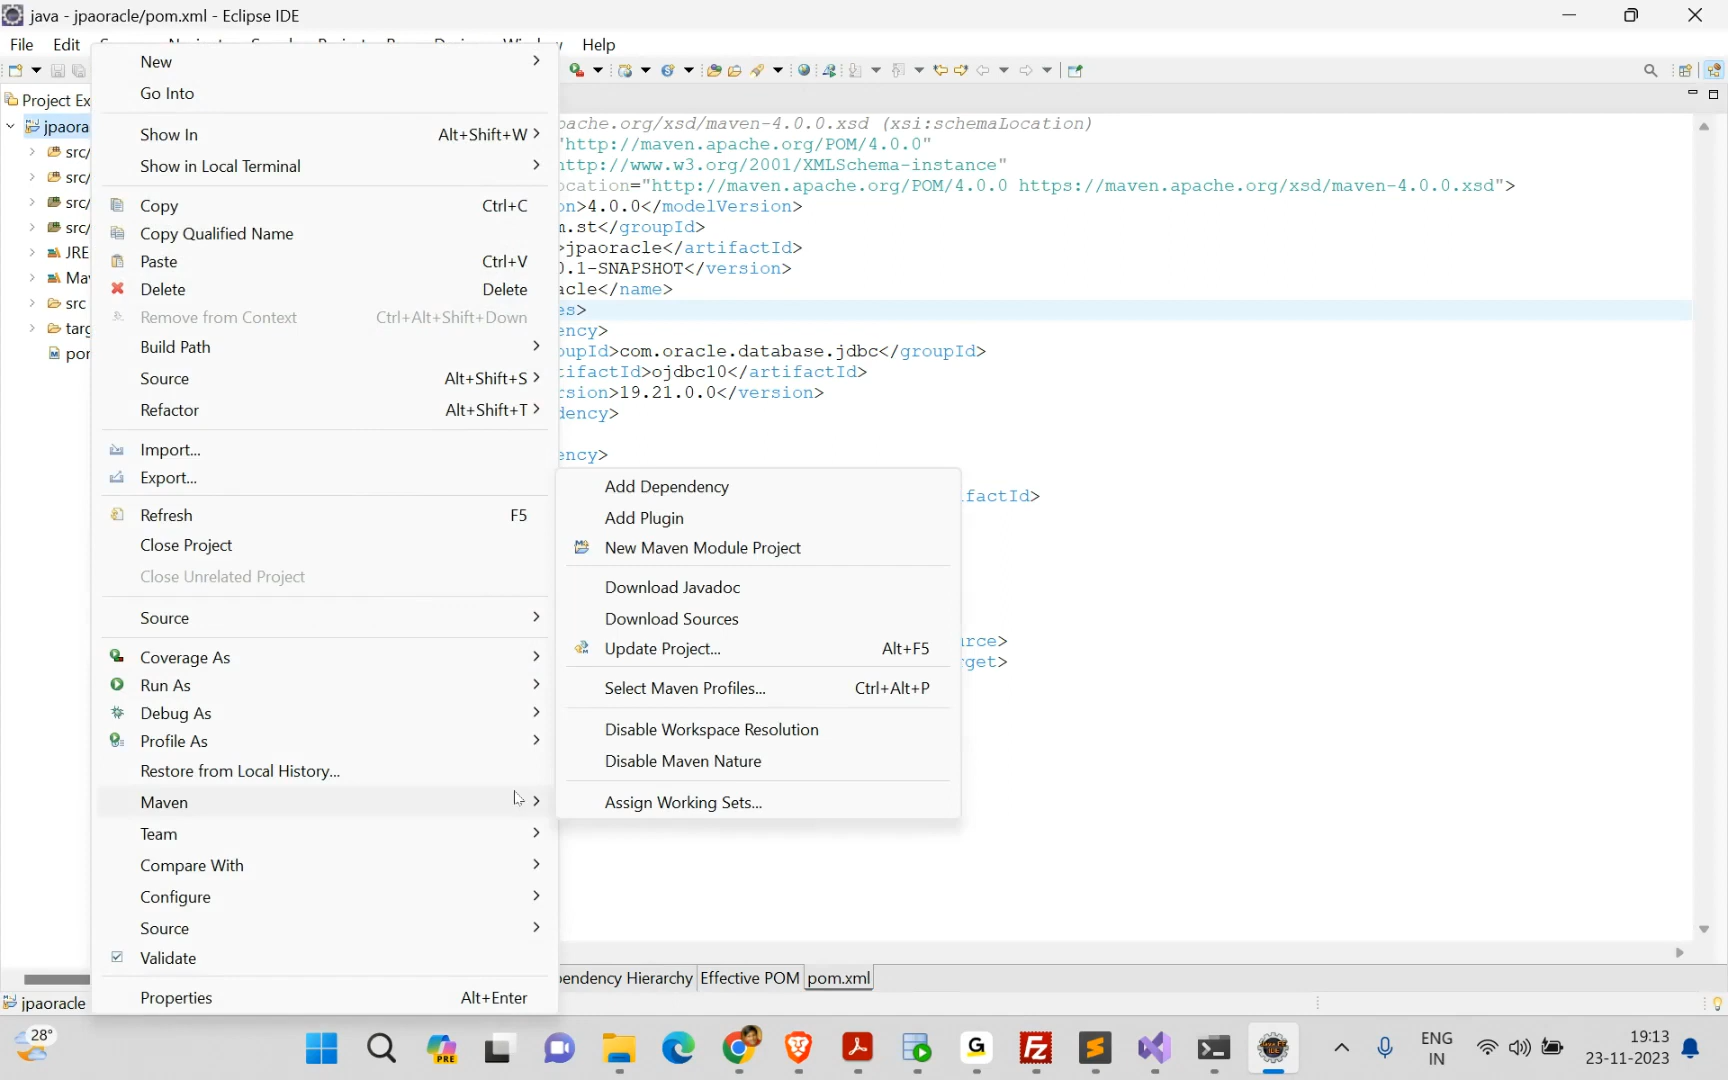 java - jpaoracle/pom.xml - Eclipse IDE
File Edit Help
Project Ex
jpaora
src/
src/
src/
src/
JRE
Ma
src
targ
por
New
Go Into
Show In Alt+Shift+W
Show in Local Terminal
Copy Ctrl+C
Copy Qualified Name
Paste Ctrl+V
Delete Delete
Remove from Context Ctrl+Alt+Shift+Down
Build Path
Source Alt+Shift+S
Refactor Alt+Shift+T
Import...
Export...
Refresh F5
Close Project
Close Unrelated Project
Source
Coverage As
Run As
Debug As
Profile As
Restore from Local History...
Maven
Team
Compare With
Configure
Source
Validate
Properties Alt+Enter
Add Dependency
Add Plugin
New Maven Module Project
Download Javadoc
Download Sources
Update Project... Alt+F5
Select Maven Profiles... Ctrl+Alt+P
Disable Workspace Resolution
Disable Maven Nature
Assign Working Sets...
ache.org/xsd/maven-4.0.0.xsd (xsi:schemaLocation)
"http://maven.apache.org/POM/4.0.0"
ttp://www.w3.org/2001/XMLSchema-instance"
ocation="http://maven.apache.org/POM/4.0.0 https://maven.apache.org/xsd/maven-4.0.0.xsd">
on>4.0.0</modelVersion>
m.st</groupId>
>jpaoracle</artifactId>
0.1-SNAPSHOT</version>
acle</name>
es>
ency>
oupId>com.oracle.database.jdbc</groupId>
tifactId>ojdbc10</artifactId>
rsion>19.21.0.0</version>
dency>
ency>
ifactId>
urce>
rget>
pendency Hierarchy Effective POM pom.xml
jpaoracle
28°
PRE
ENG
IN
19:13
23-11-2023